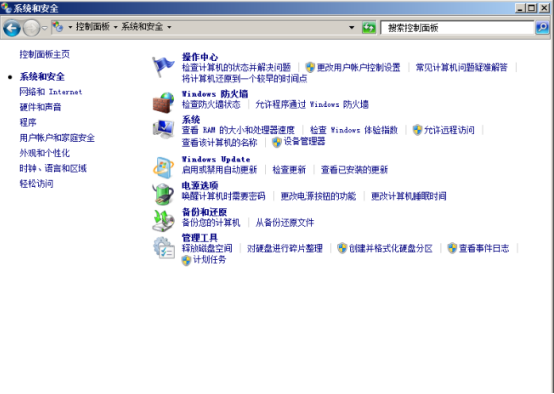 系统和安全
控制面板 系统和安全
搜索控制面板
控制面板主页
系统和安全
网络和 Internet
硬件和声音
程序
用户帐户和家庭安全
外观和个性化
时钟、语言和区域
轻松访问
操作中心
检查计算机的状态并解决问题 更改用户帐户控制设置 常见计算机问题疑难解答
将计算机还原到一个较早的时间点
Windows 防火墙
检查防火墙状态 允许程序通过 Windows 防火墙
系统
查看 RAM 的大小和处理器速度 检查 Windows 体验指数 允许远程访问
查看该计算机的名称 设备管理器
Windows Update
启用或禁用自动更新 检查更新 查看已安装的更新
电源选项
唤醒计算机时需要密码 更改电源按钮的功能 更改计算机睡眠时间
备份和还原
备份您的计算机 从备份还原文件
管理工具
释放磁盘空间 对硬盘进行碎片整理 创建并格式化硬盘分区 查看事件日志
计划任务